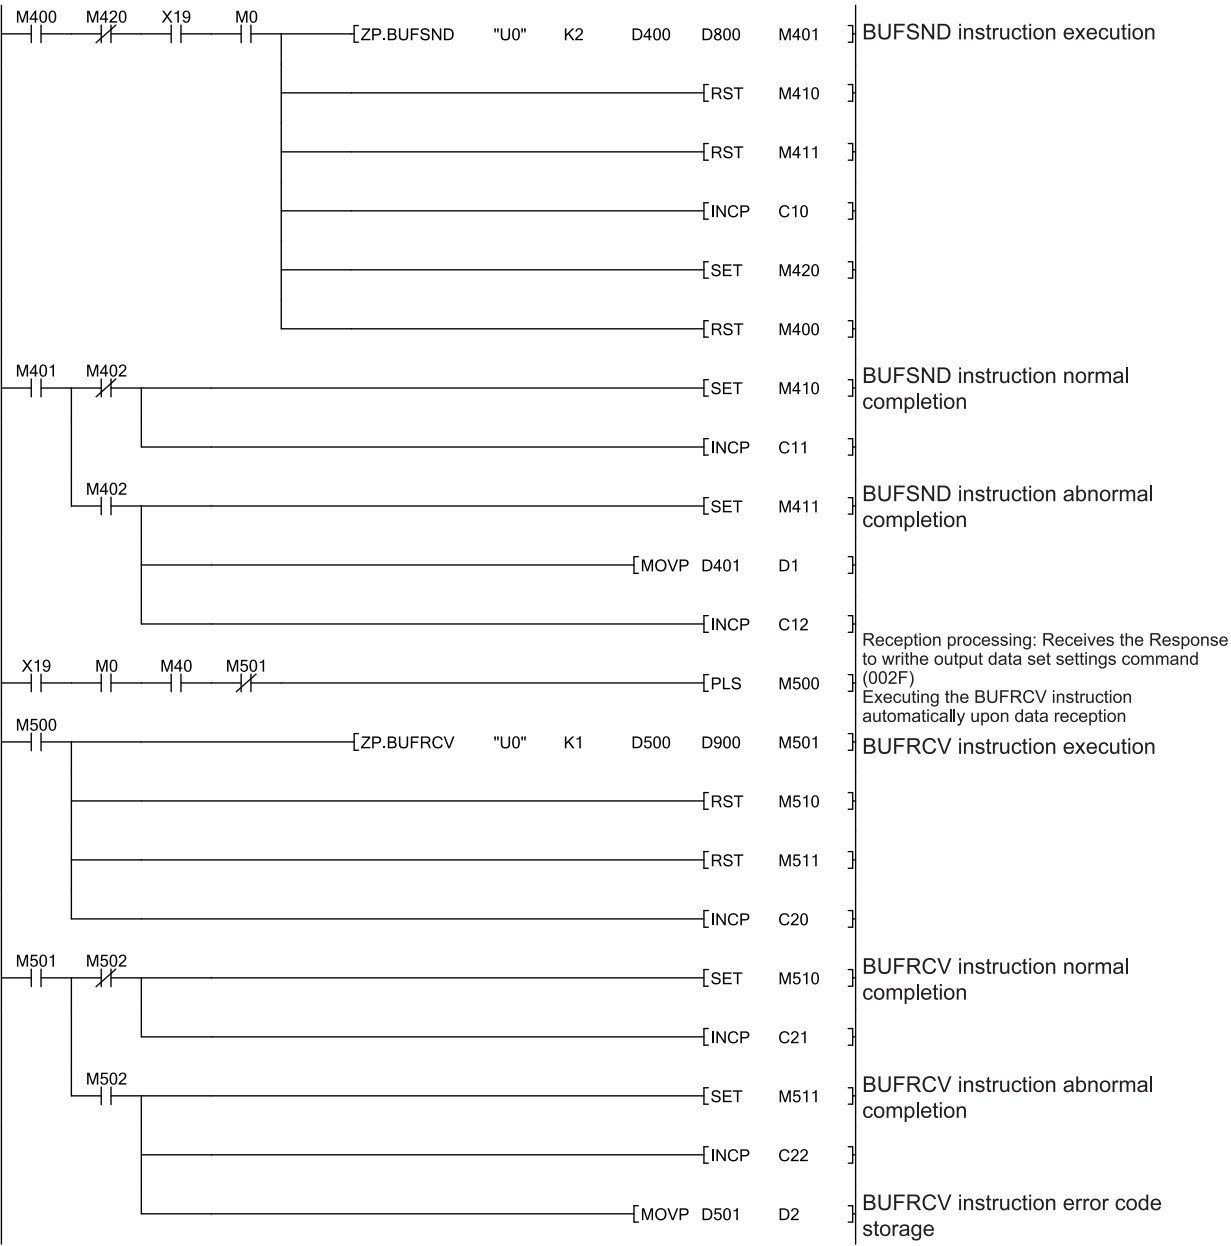 M400 M420 X19 M0
[ZP.BUFSND "U0" K2 D400 D800 M401 ] BUFSND instruction execution
[RST M410 ]
[RST M411 ]
[INCP C10 ]
[SET M420 ]
[RST M400 ]
M401 M402
[SET M410 ] BUFSND instruction normal
completion
[INCP C11 ]
M402
[SET M411 ] BUFSND instruction abnormal
completion
[MOVP D401 D1 ]
[INCP C12 ]
Reception processing: Receives the Response
to writhe output data set settings command
(002F)
X19 M0 M40 M501
[PLS M500 ]
Executing the BUFRCV instruction
automatically upon data reception
M500
[ZP.BUFRCV "U0" K1 D500 D900 M501 ] BUFRCV instruction execution
[RST M510 ]
[RST M511 ]
[INCP C20 ]
M501 M502
[SET M510 ] BUFRCV instruction normal
completion
[INCP C21 ]
M502
[SET M511 ] BUFRCV instruction abnormal
completion
[INCP C22 ]
[MOVP D501 D2 ] BUFRCV instruction error code
storage